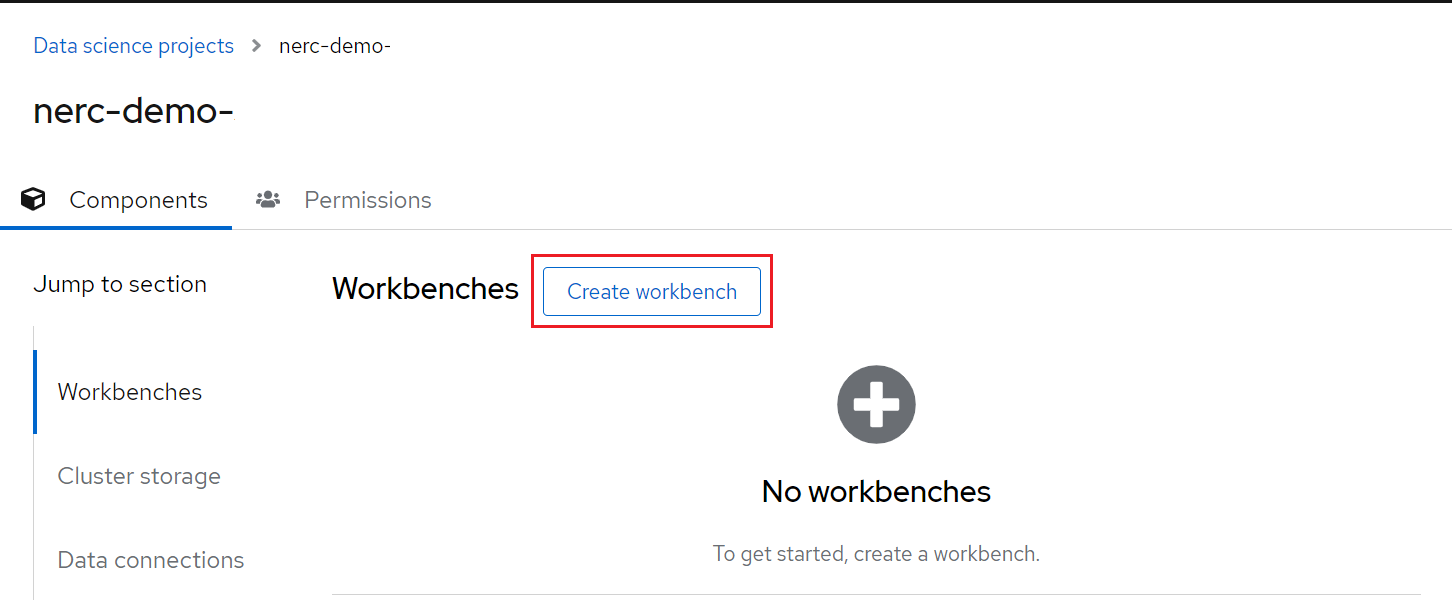 Data science projects > nerc-demo-
nerc-demo-
Components Permissions
Jump to section
Workbenches Create workbench
Workbenches
Cluster storage
Data connections
No workbenches
To get started, create a workbench.